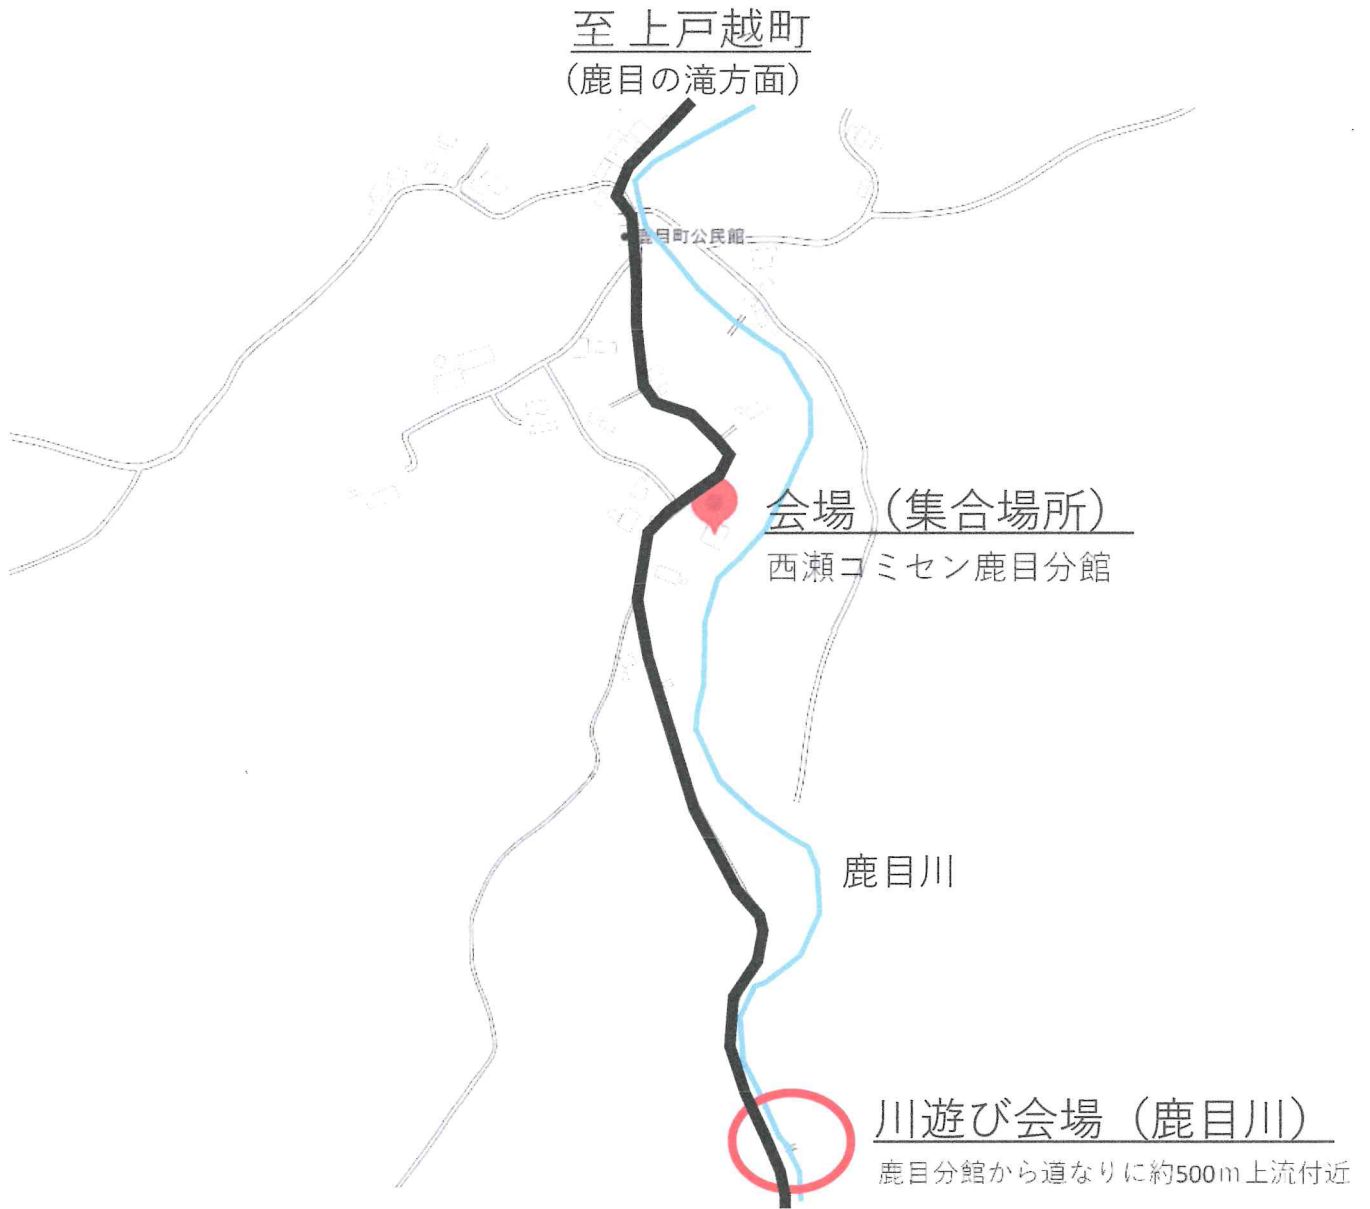 至 上戸越町
（鹿目の滝方面）
鹿目町公民館
会場（集合場所）
西瀬コミセン鹿目分館
鹿目川
川遊び会場（鹿目川）
鹿目分館から道なりに約500ｍ上流付近